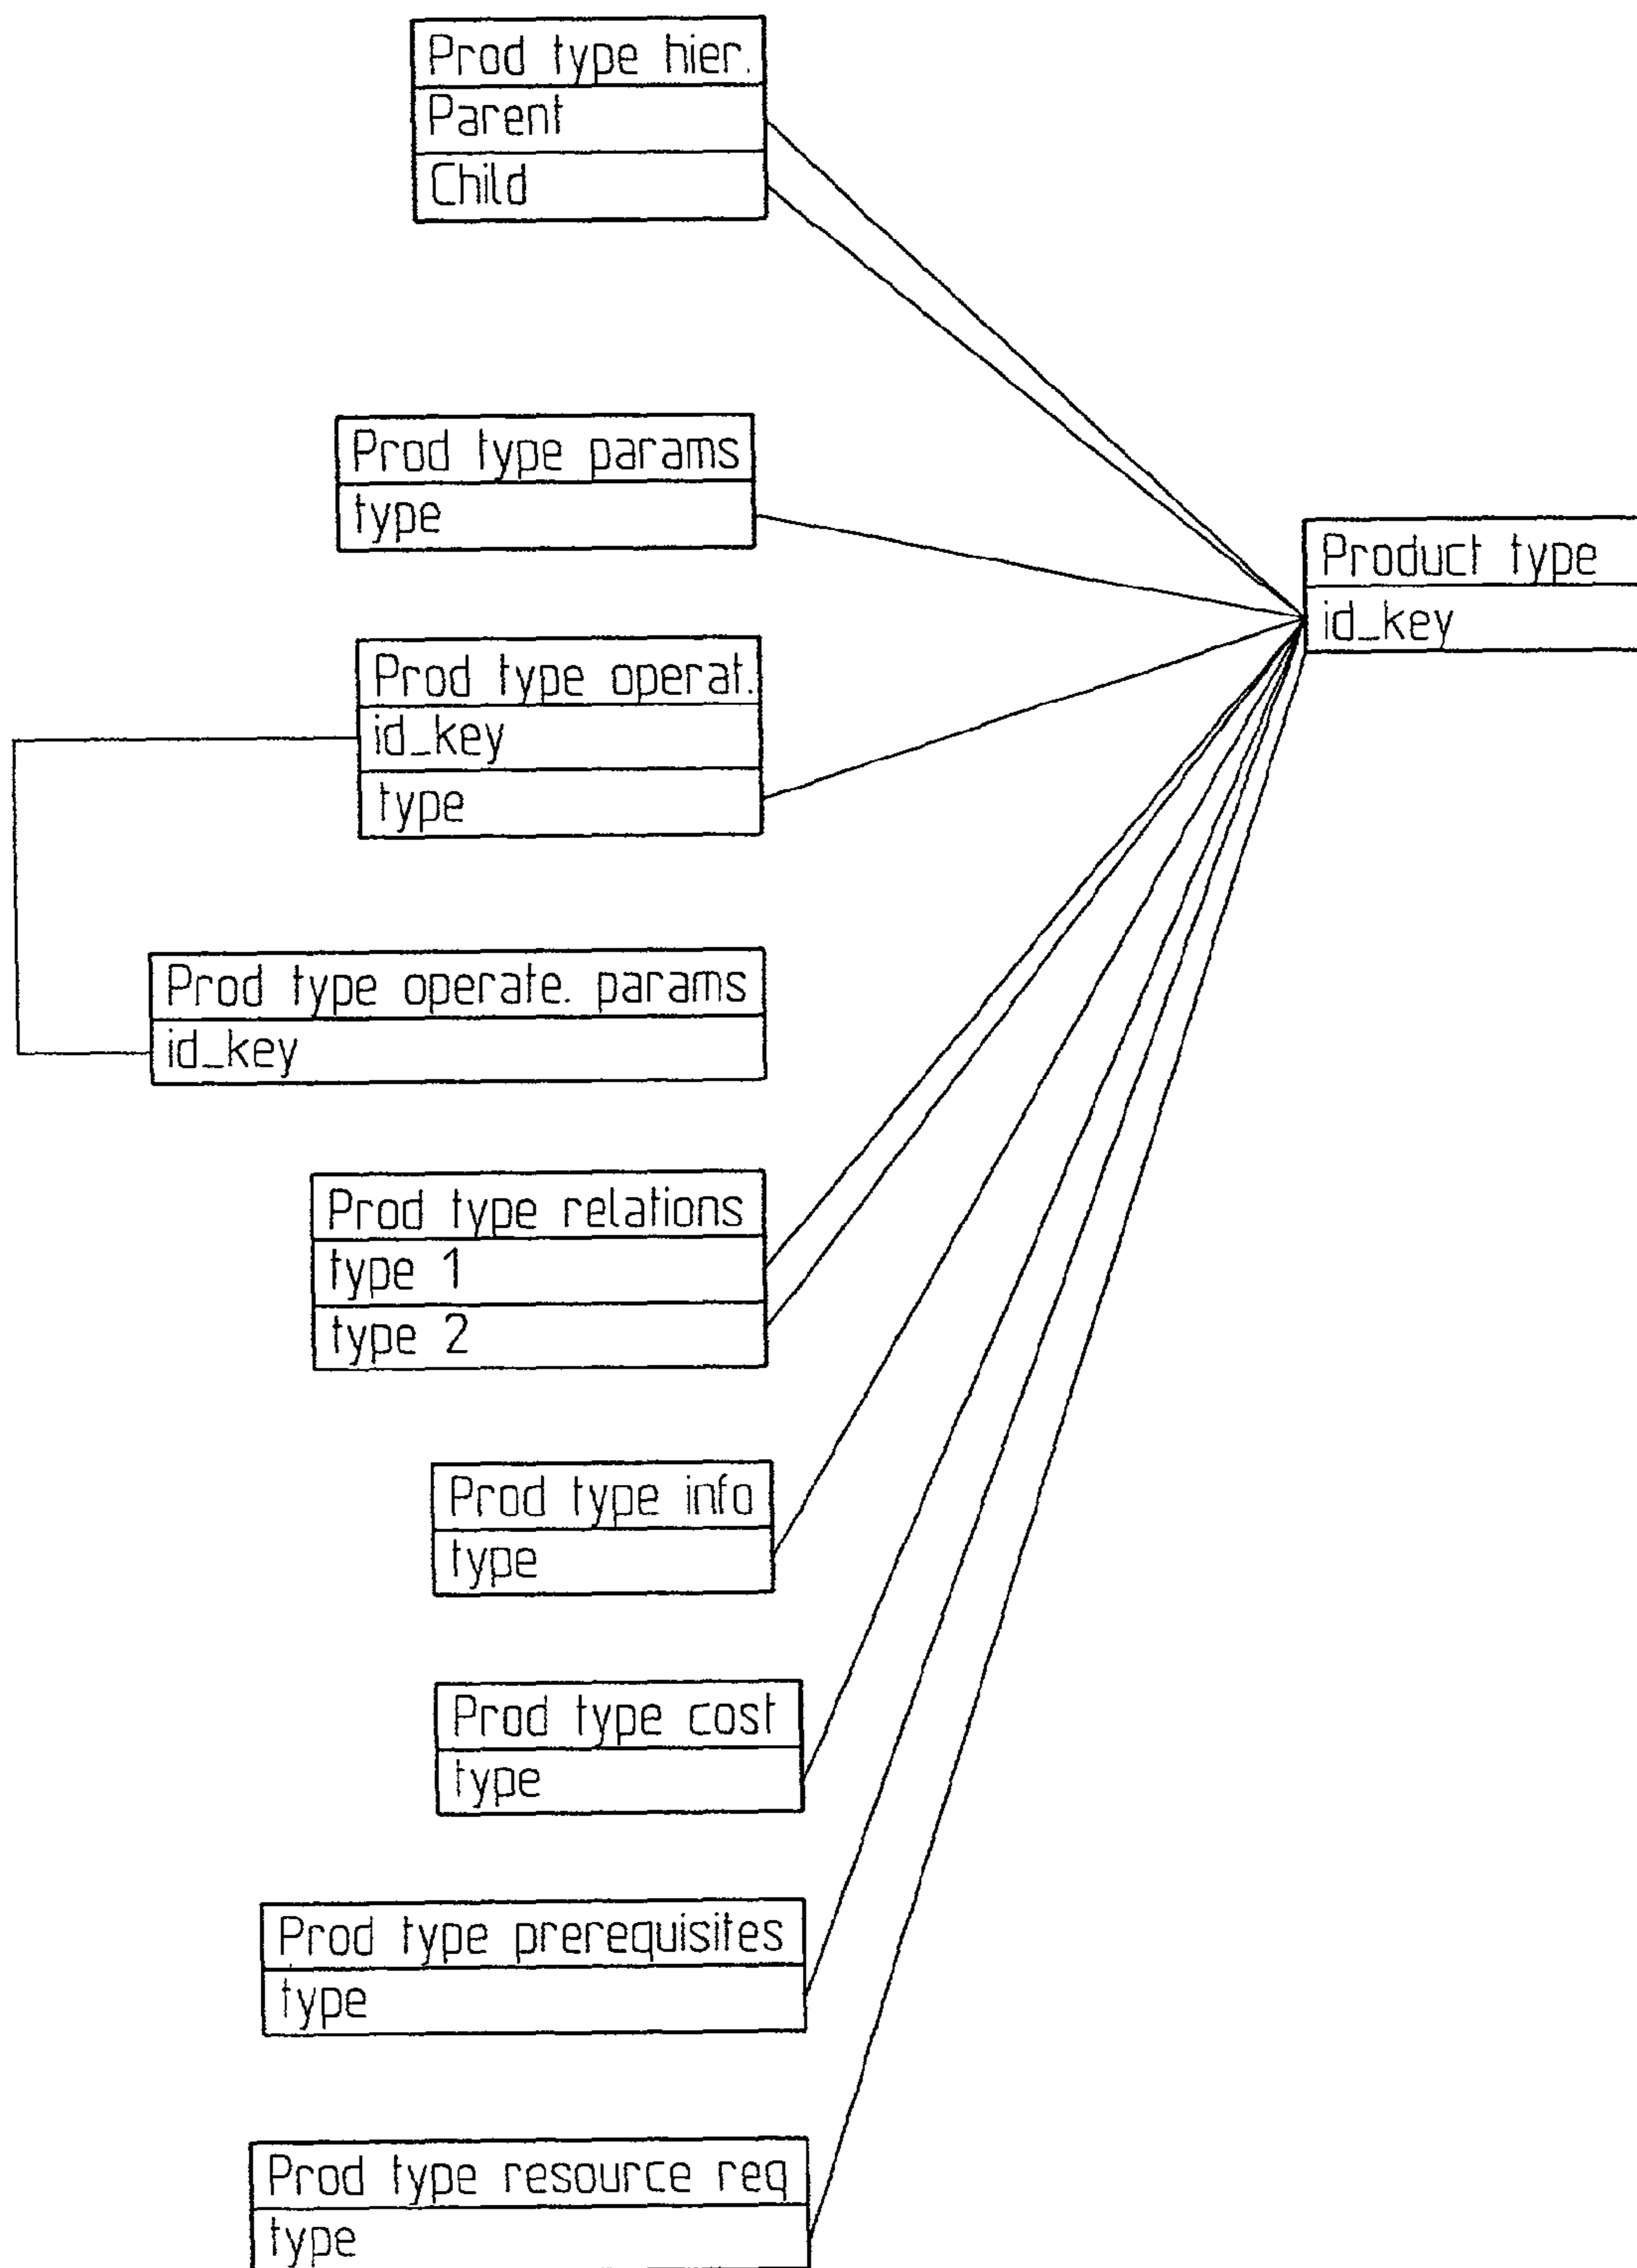 Prod type hier.
Parent
Child
Prod type params
type
Product type
id_key
Prod type operat.
id_key
type
Prod type operate. params
id_key
Prod type relations
type 1
type 2
Prod type info
type
Prod type cost
type
Prod type prerequisites
type
Prod type resource req
type